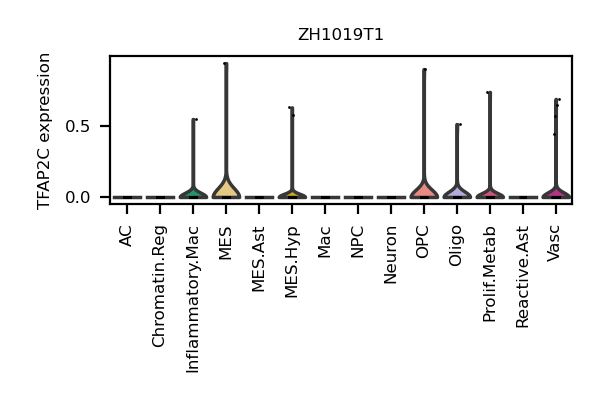 ZH1019T1
TFAP2C expression
0.5
0.0
AC
Chromatin.Reg
Inflammatory.Mac
MES
MES.Ast
MES.Hyp
Mac
NPC
Neuron
OPC
Oligo
Prolif.Metab
Reactive.Ast
Vasc